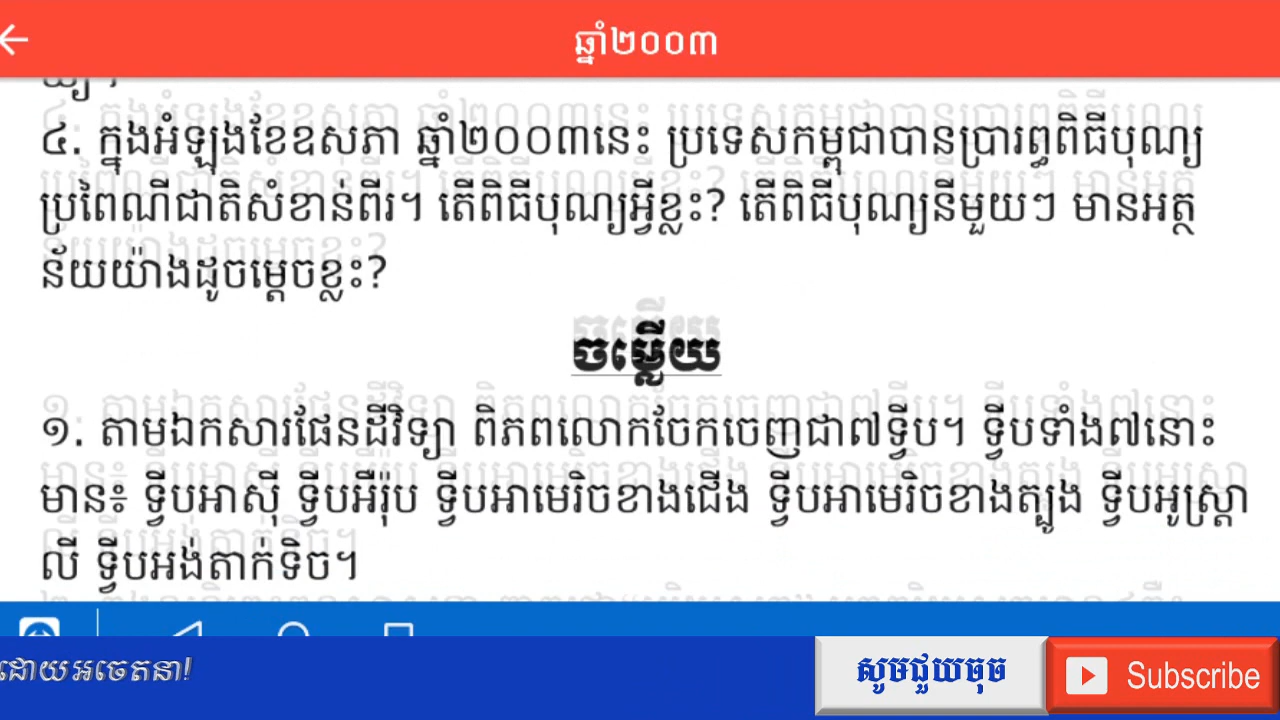 ឆ្នាំ២០០៣
៤. ក្នុងអំឡុងខែឧសភា ឆ្នាំ២០០៣នេះ ប្រទេសកម្ពុជាបានប្រារព្ធពិធីបុណ្យ
ប្រពៃណីជាតិសំខាន់ពីរ។ តើពិធីបុណ្យអ្វីខ្លះ? តើពិធីបុណ្យនីមួយៗ មានអត្ថ
ន័យយ៉ាងដូចម្តេចខ្លះ?
ចម្លើយ
១. តាមឯកសារផែនដីវិទ្យា ពិភពលោកចែកចេញជា៧ទ្វីប។ ទ្វីបទាំង៧នោះ
មាន៖ ទ្វីបអាស៊ី ទ្វីបអឺរ៉ុប ទ្វីបអាមេរិចខាងជើង ទ្វីបអាមេរិចខាងត្បូង ទ្វីបអូស្ត្រា
លី ទ្វីបអង់តាក់ទិច។
ដោយអចេតនា!
សូមជួយចុច
Subscribe